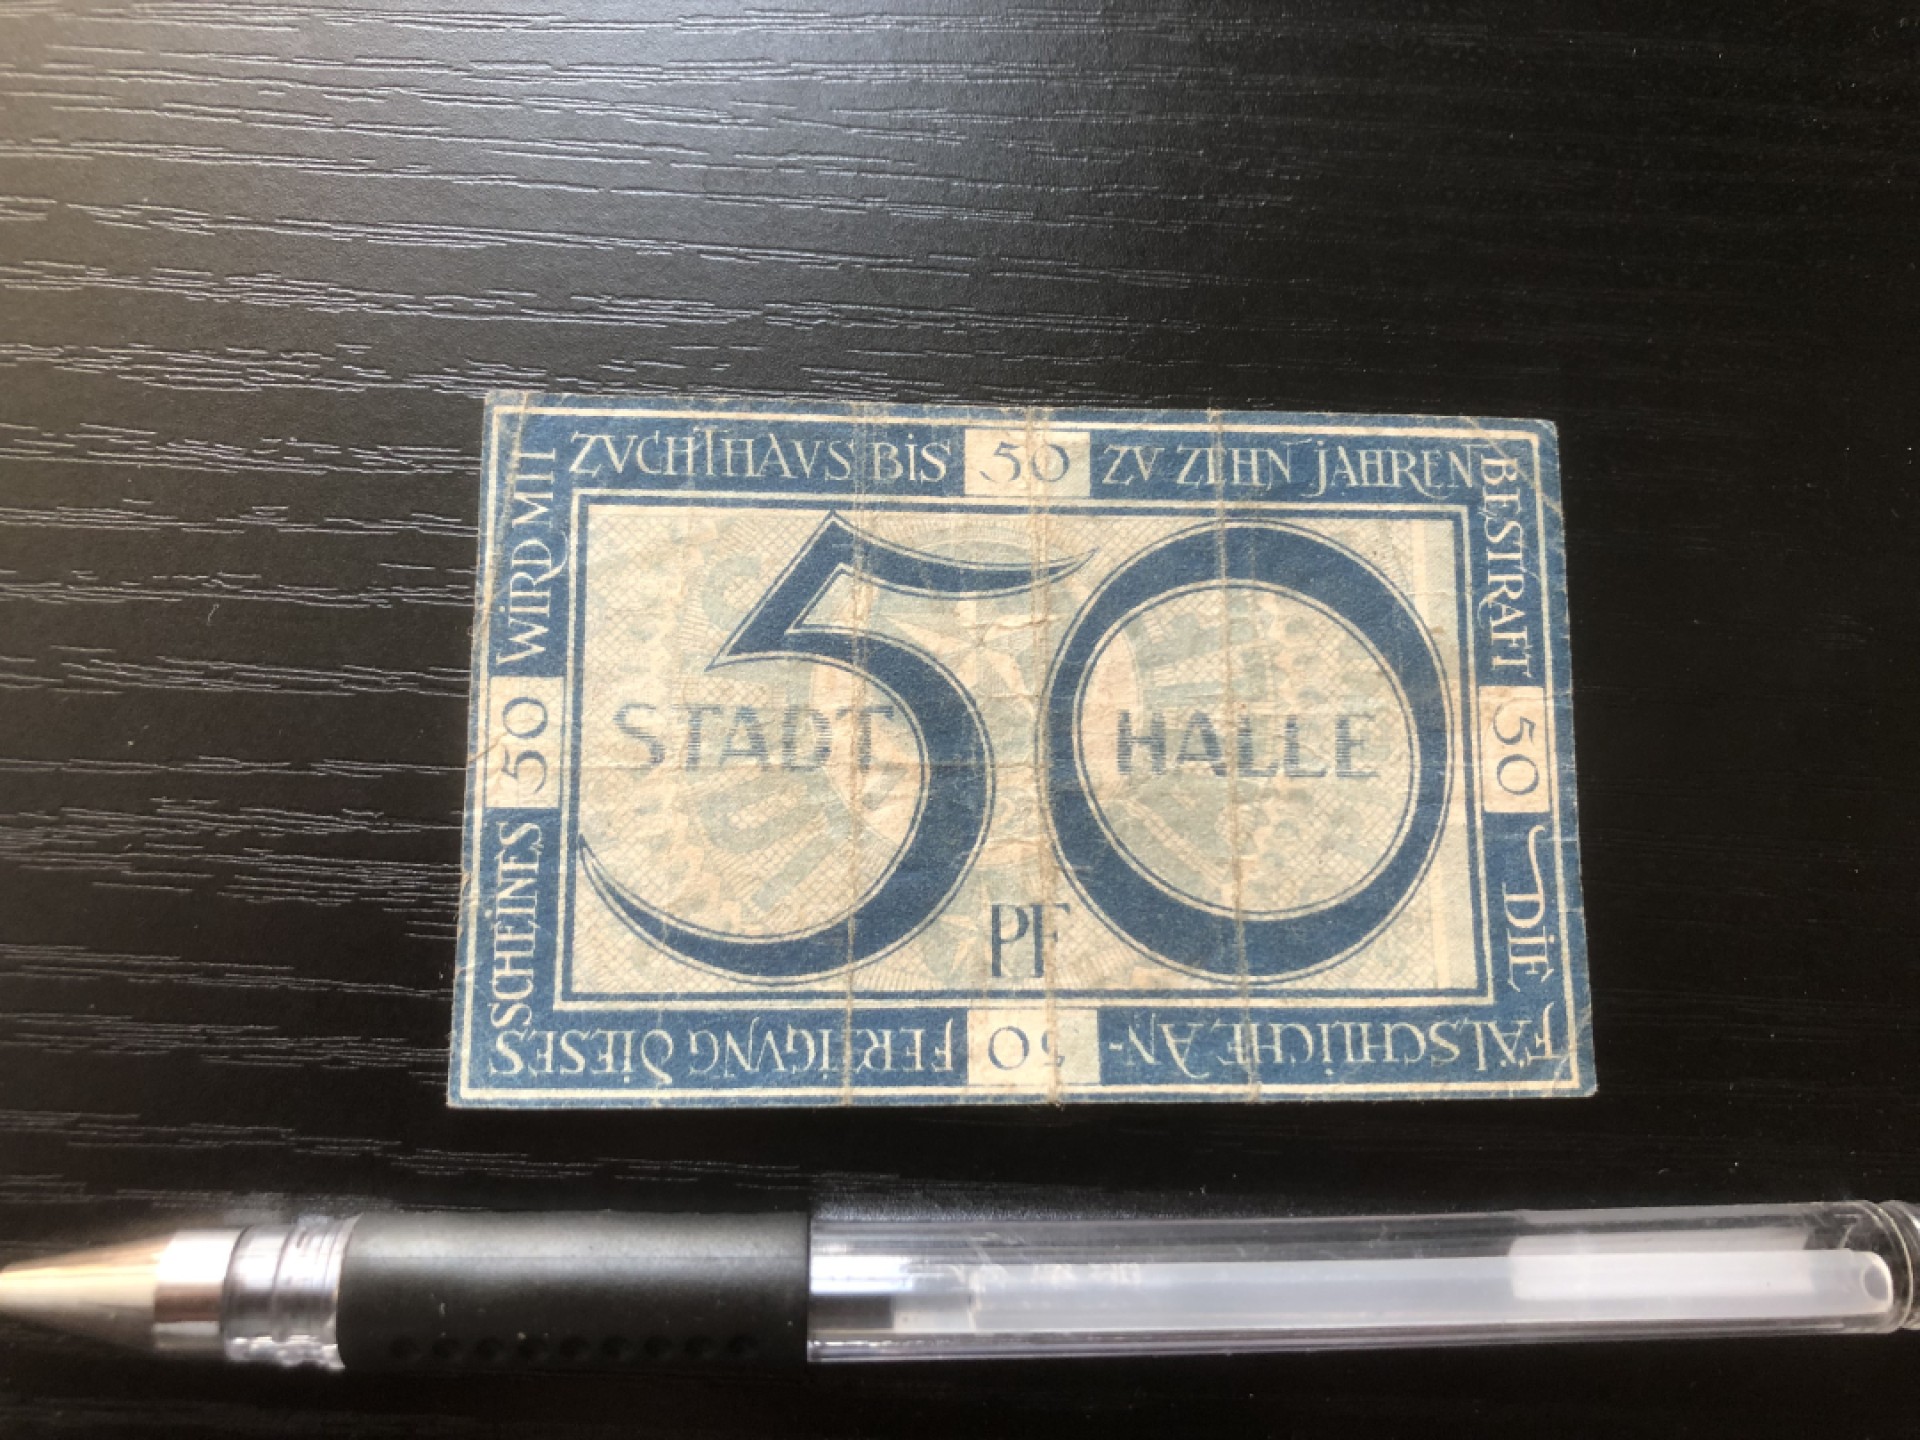 ZVCHTHAVS BiS 50 ZV ZEHN JAHREN
BESTRAFT 50 DiE
FÄLSCHLiCHE AN-
50
FERTIGVNG DiESES
SCHEiNES 50 WiRD MIT
50
STADT HALLE
PF